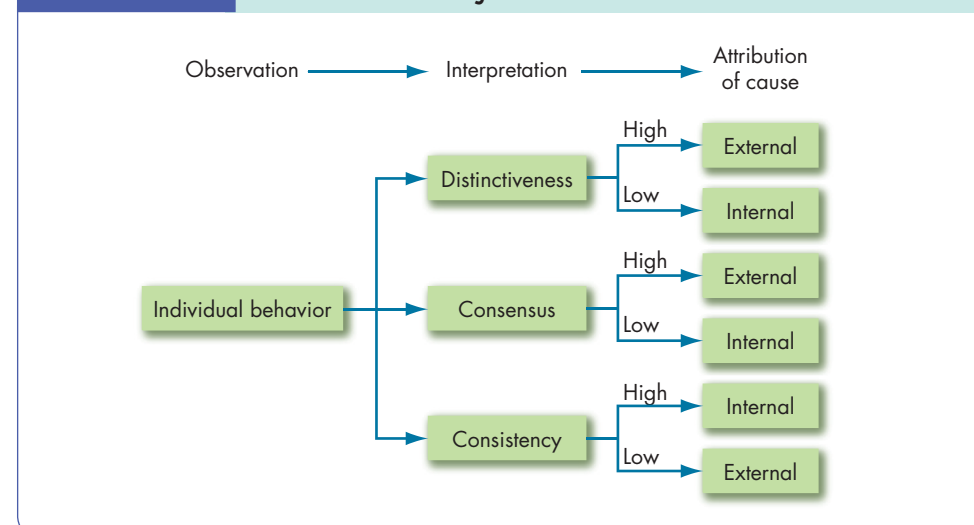 Observation
Interpretation
Attribution
of cause
High
External
Distinctiveness
Low
Internal
High
External
Individual behavior
Consensus
Low
Internal
High
Internal
Consistency
Low
External